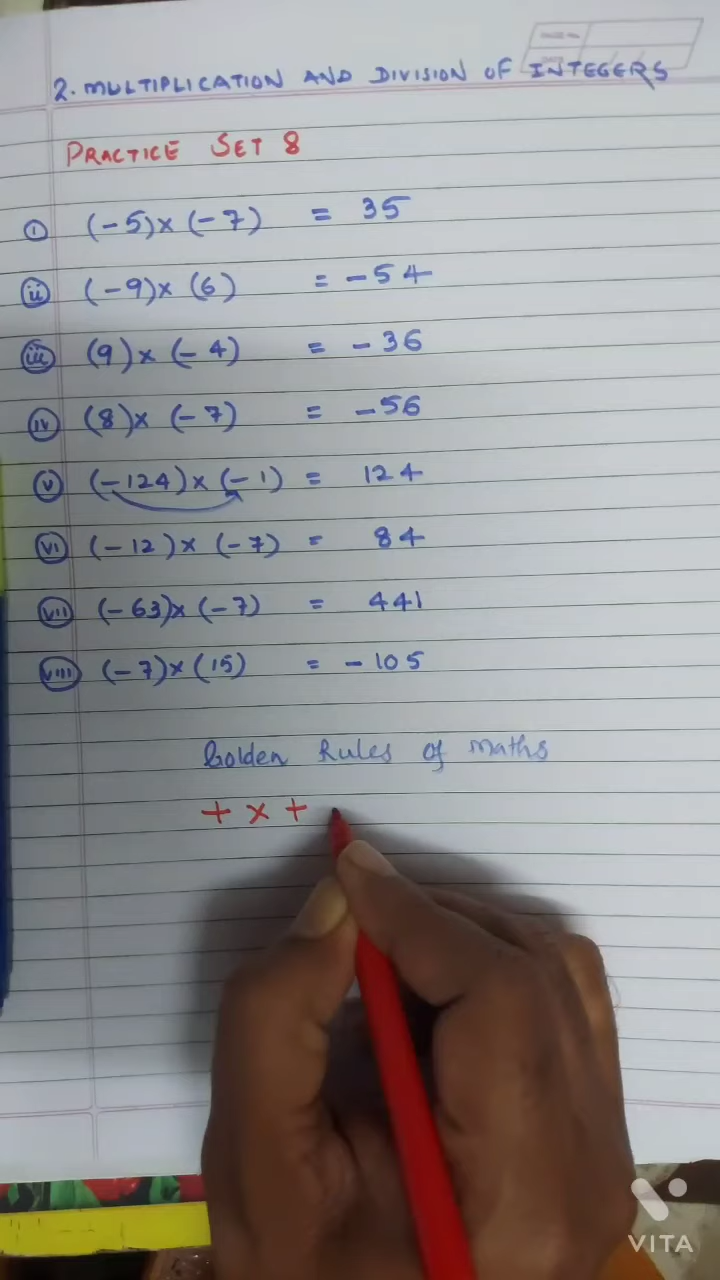 2. MULTIPLICATION AND DIVISION OF INTEGERS
PRACTICE SET 8
i (-5)x(-7) = 35
ii (-9)x (6) = -54
iii (9)x (-4) = -36
iv (8)x (-7) = -56
v (-124)x(-1) = 124
vi (-12)x (-7) = 84
vii (-63)x(-7) = 441
viii (-7)x(15) = -105
Golden Rules of Maths
+ x +
VITA